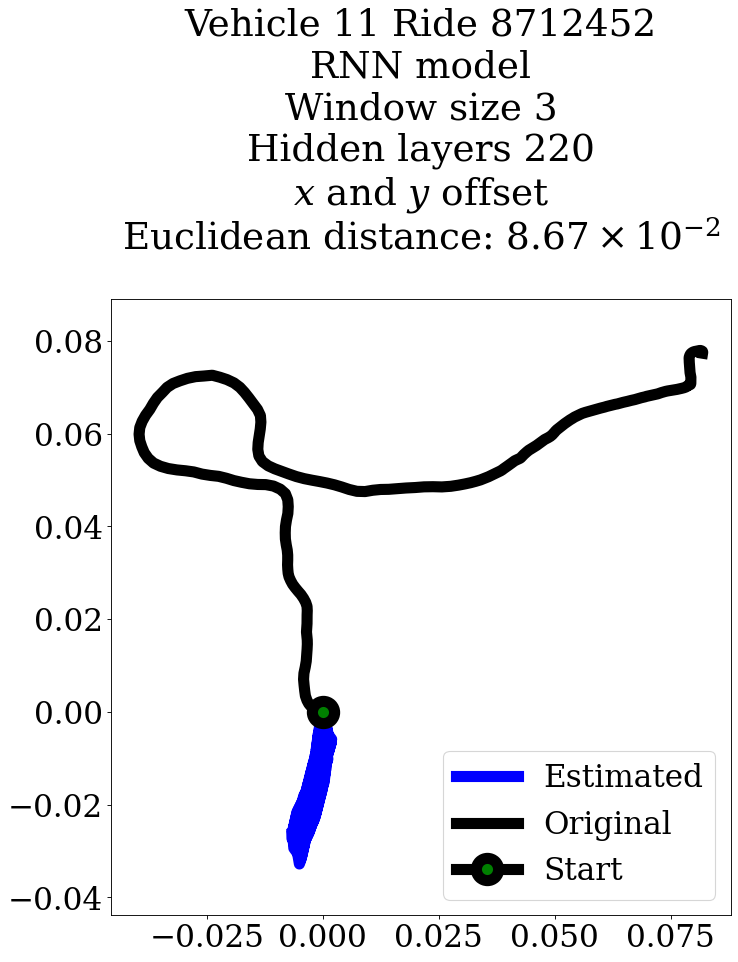 Vehicle 11 Ride 8712452
RNN model
Window size 3
Hidden layers 220
x and y offset
Euclidean distance: 8.67 × 10⁻²
0.08
0.06
0.04
0.02
0.00
−0.02
−0.04
Estimated
Original
Start
−0.025 0.000 0.025 0.050 0.075